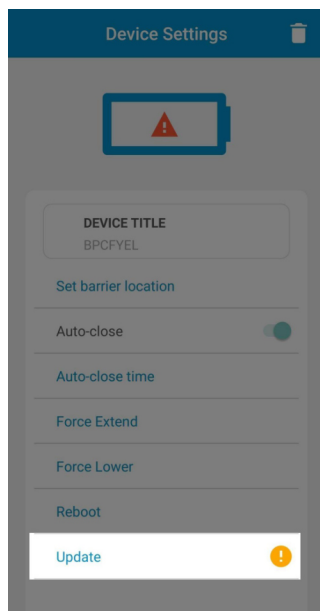 Device Settings
DEVICE TITLE
BPCFYEL
Set barrier location
Auto-close
Auto-close time
Force Extend
Force Lower
Reboot
Update